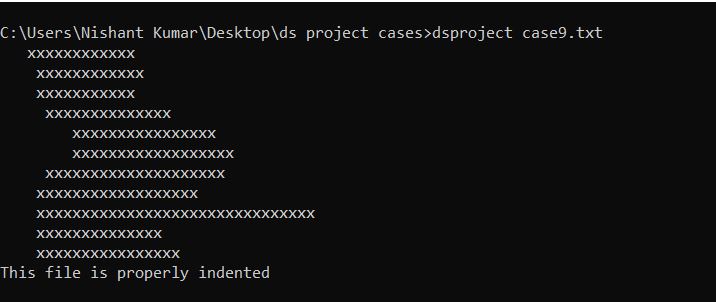 C:\Users\Nishant Kumar\Desktop\ds project cases>dsproject case9.txt
   xxxxxxxxxxxx
    xxxxxxxxxxxx
    xxxxxxxxxxx
     xxxxxxxxxxxxxx
        xxxxxxxxxxxxxxxx
        xxxxxxxxxxxxxxxxxx
     xxxxxxxxxxxxxxxxxxxx
    xxxxxxxxxxxxxxxxxx
    xxxxxxxxxxxxxxxxxxxxxxxxxxxxxxx
    xxxxxxxxxxxxxx
    xxxxxxxxxxxxxxxx
This file is properly indented